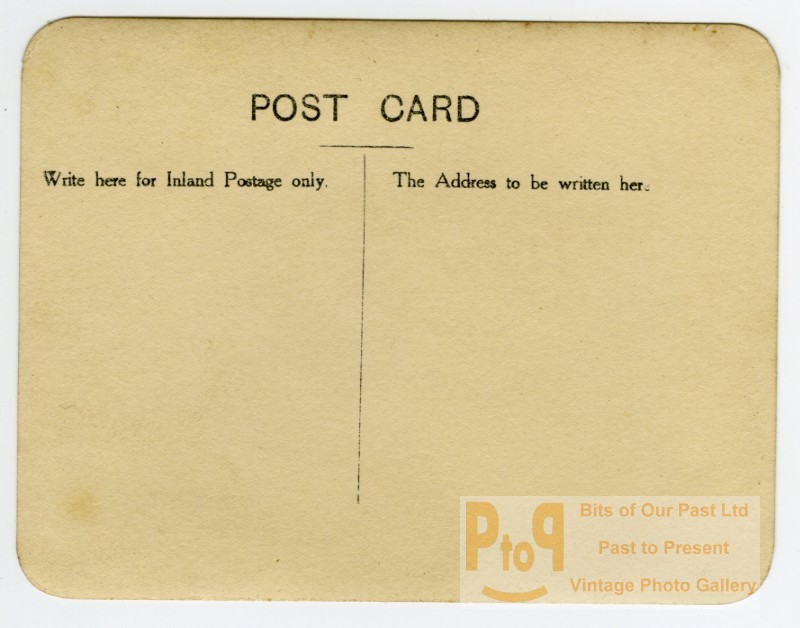 POST CARD
Write here for Inland Postage only.
The Address to be written here
PtoP
Bits of Our Past Ltd
Past to Present
Vintage Photo Gallery